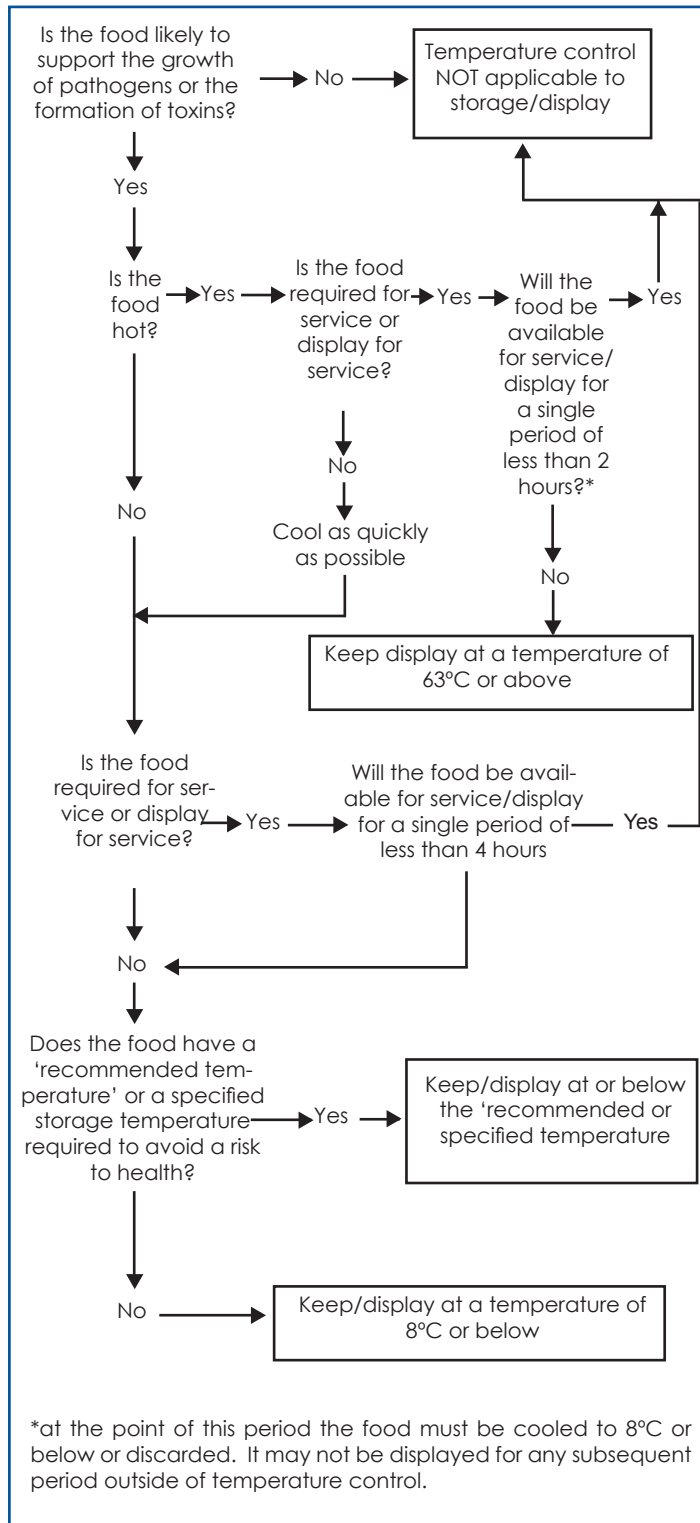 Is the food likely to
support the growth
of pathogens or the
formation of toxins?
No
Temperature control
NOT applicable to
storage/display
Yes
Is the
food
hot?
Yes
Is the food
required for
service or
display for
service?
Yes
Will the
food be
available
for service/
display for
a single
period of
less than 2
hours?*
Yes
No
No
Cool as quickly
as possible
No
Keep display at a temperature of
63ºC or above
Is the food
required for ser-
vice or display
for service?
Yes
Will the food be avail-
able for service/display
for a single period of
less than 4 hours
Yes
No
Does the food have a
‘recommended tem-
perature’ or a specified
storage temperature
required to avoid a risk
to health?
Yes
Keep/display at or below
the ‘recommended or
specified temperature
No
Keep/display at a temperature of
8ºC or below
*at the point of this period the food must be cooled to 8ºC or
below or discarded. It may not be displayed for any subsequent
period outside of temperature control.